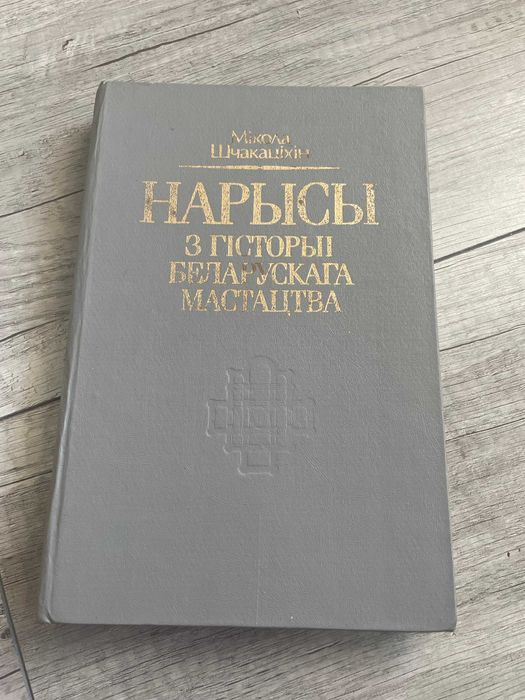 Мікола
Шчакаціхін
НАРЫСЫ
З ГІСТОРЫІ
БЕЛАРУСКАГА
МАСТАЦТВА